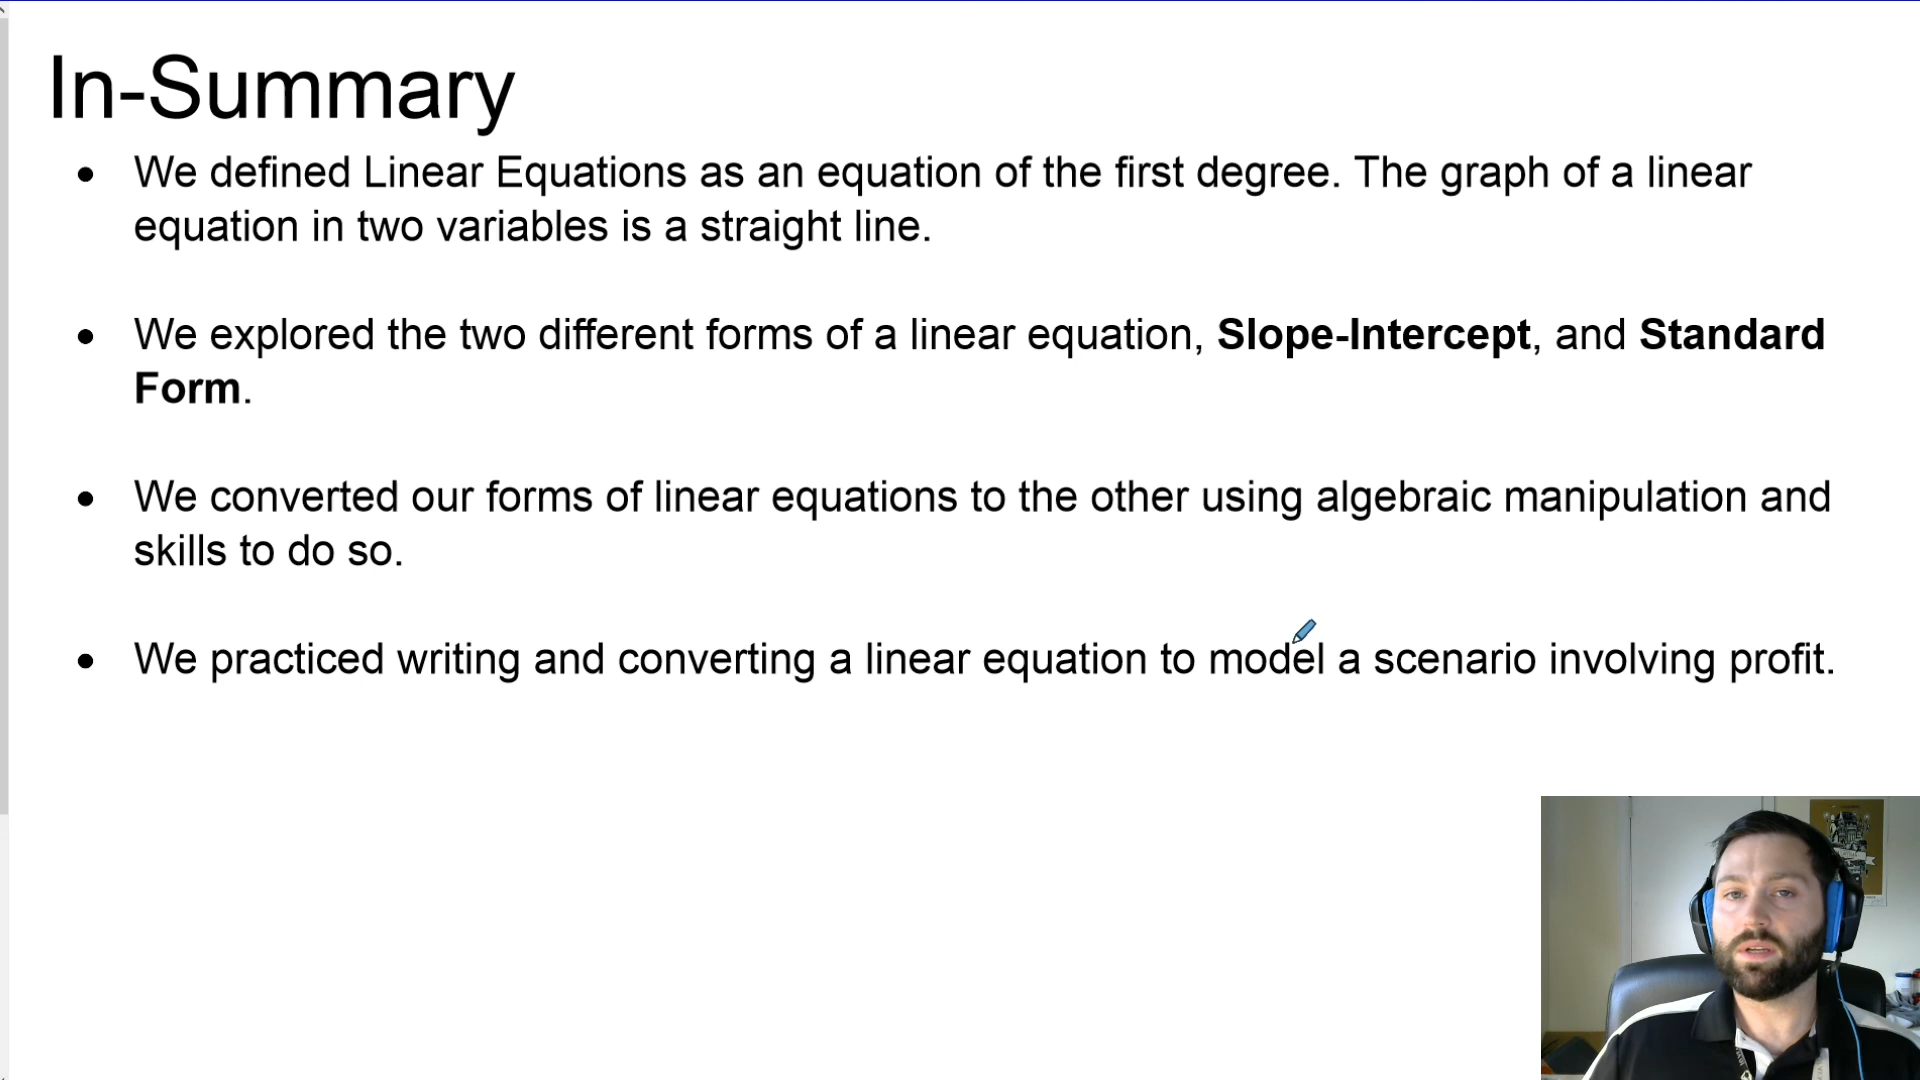 In-Summary
• We defined Linear Equations as an equation of the first degree. The graph of a linear
equation in two variables is a straight line.
• We explored the two different forms of a linear equation, Slope-Intercept, and Standard
Form.
• We converted our forms of linear equations to the other using algebraic manipulation and
skills to do so.
• We practiced writing and converting a linear equation to model a scenario involving profit.